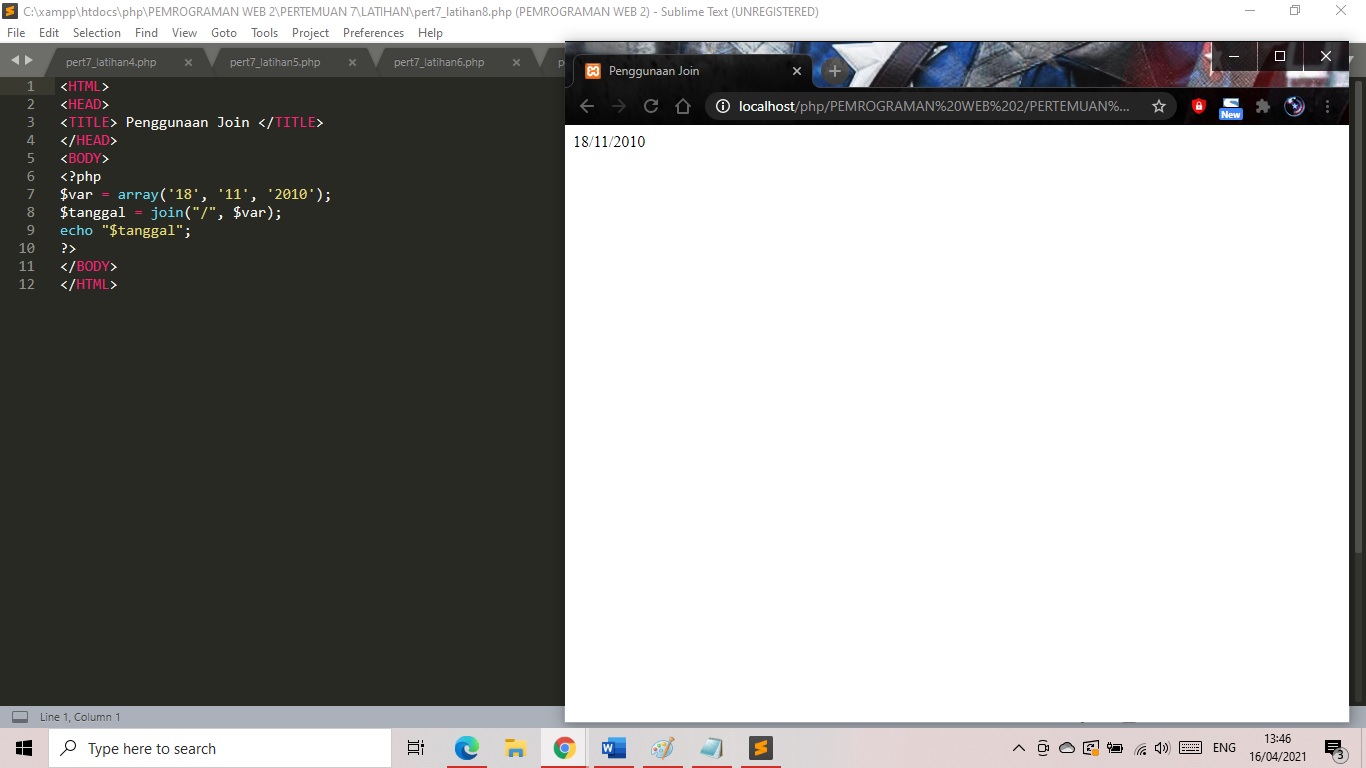 C:\xampp\htdocs\php\PEMROGRAMAN WEB 2\PERTEMUAN 7\LATIHAN\pert7_latihan8.php (PEMROGRAMAN WEB 2) - Sublime Text (UNREGISTERED)
File Edit Selection Find View Goto Tools Project Preferences Help
pert7_latihan4.php
pert7_latihan5.php
pert7_latihan6.php
1 <HTML>
2 <HEAD>
3 <TITLE> Penggunaan Join </TITLE>
4 </HEAD>
5 <BODY>
6 <?php
7 $var = array('18', '11', '2010');
8 $tanggal = join("/", $var);
9 echo "$tanggal";
10 ?>
11 </BODY>
12 </HTML>
Line 1, Column 1
Penggunaan Join
localhost/php/PEMROGRAMAN%20WEB%202/PERTEMUAN%...
New
18/11/2010
Type here to search
ENG
13:46
16/04/2021
3